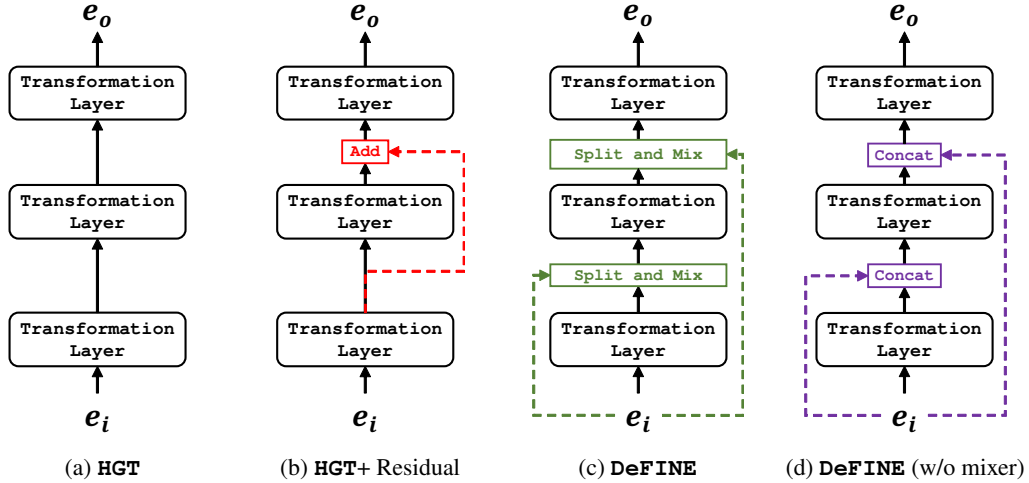 e_o
Transformation
Layer
Transformation
Layer
Transformation
Layer
e_i
(a) HGT
e_o
Transformation
Layer
Add
Transformation
Layer
Transformation
Layer
e_i
(b) HGT+ Residual
e_o
Transformation
Layer
Split and Mix
Transformation
Layer
Split and Mix
Transformation
Layer
e_i
(c) DeFINE
e_o
Transformation
Layer
Concat
Transformation
Layer
Concat
Transformation
Layer
e_i
(d) DeFINE (w/o mixer)